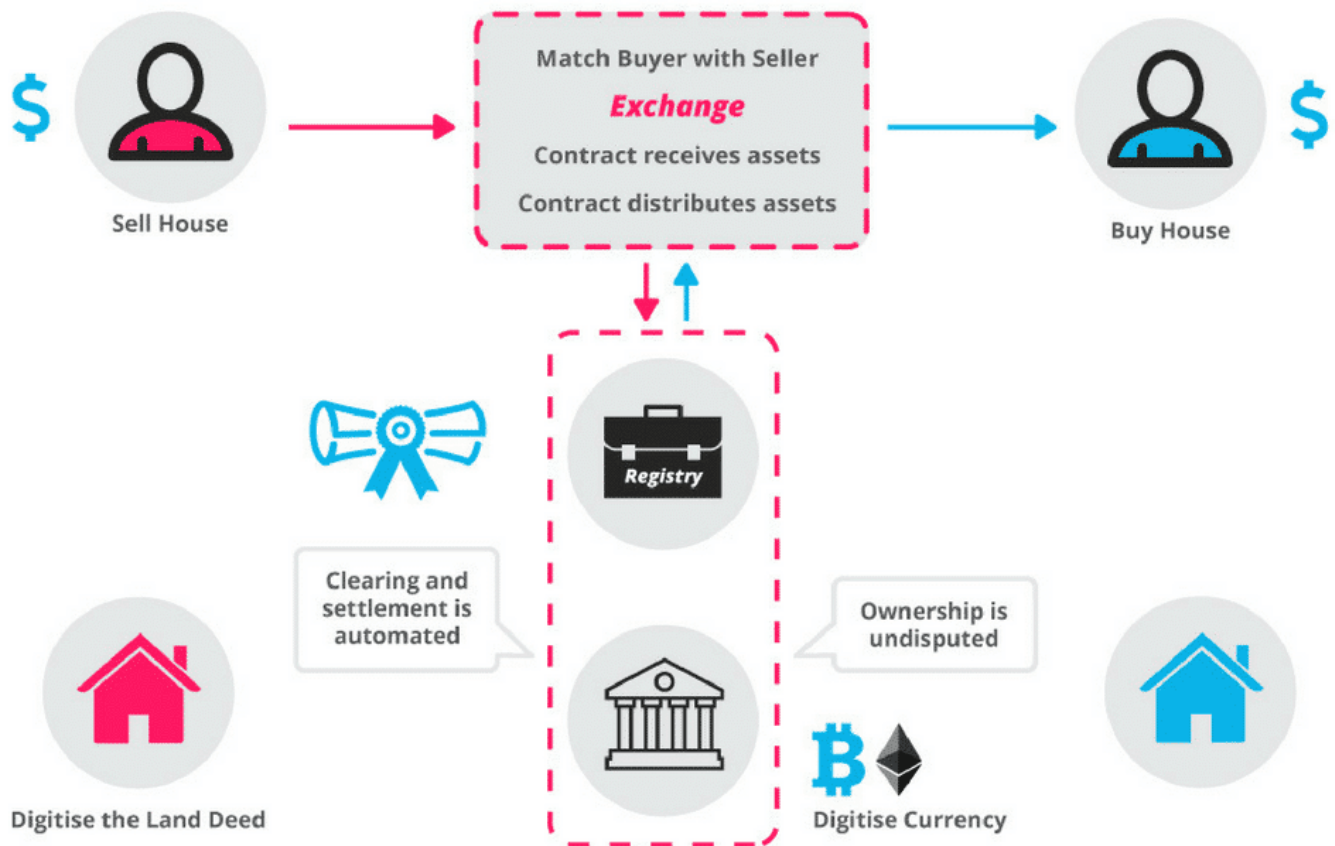 Match Buyer with Seller
Exchange
Contract receives assets
Contract distributes assets
$
$
Sell House
Buy House
Registry
Clearing and
settlement is
automated
Ownership is
undisputed
Digitise the Land Deed
Digitise Currency